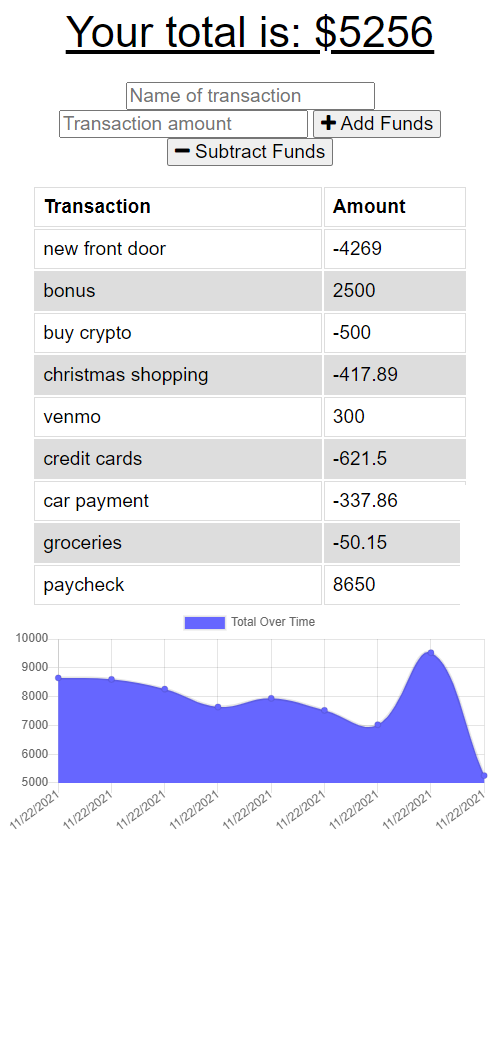 Your total is: $5256
Name of transaction
Transaction amount Add Funds
Subtract Funds
Transaction Amount
new front door -4269
bonus 2500
buy crypto -500
christmas shopping -417.89
venmo 300
credit cards -621.5
car payment -337.86
groceries -50.15
paycheck 8650
Total Over Time
10000
9000
8000
7000
6000
5000
11/22/2021 11/22/2021 11/22/2021 11/22/2021 11/22/2021 11/22/2021 11/22/2021 11/22/2021 11/22/2021